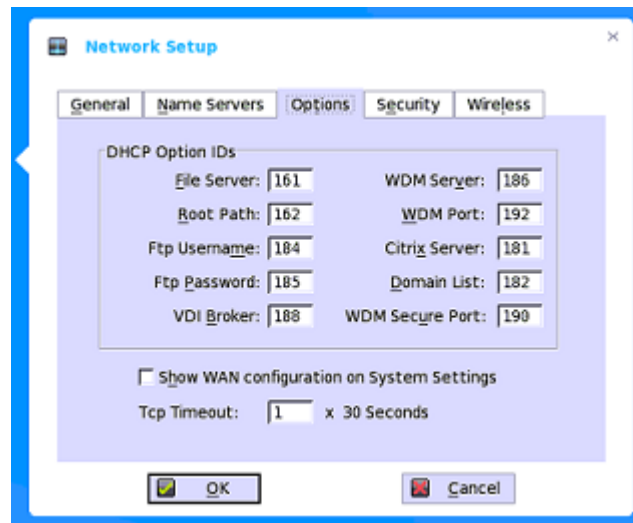 Network Setup
General Name Servers Options Security Wireless
DHCP Option IDs
File Server: 161 WDM Server: 186
Root Path: 162 WDM Port: 192
Ftp Username: 184 Citrix Server: 181
Ftp Password: 185 Domain List: 182
VDI Broker: 188 WDM Secure Port: 190
Show WAN configuration on System Settings
Tcp Timeout: 1 x 30 Seconds
OK Cancel